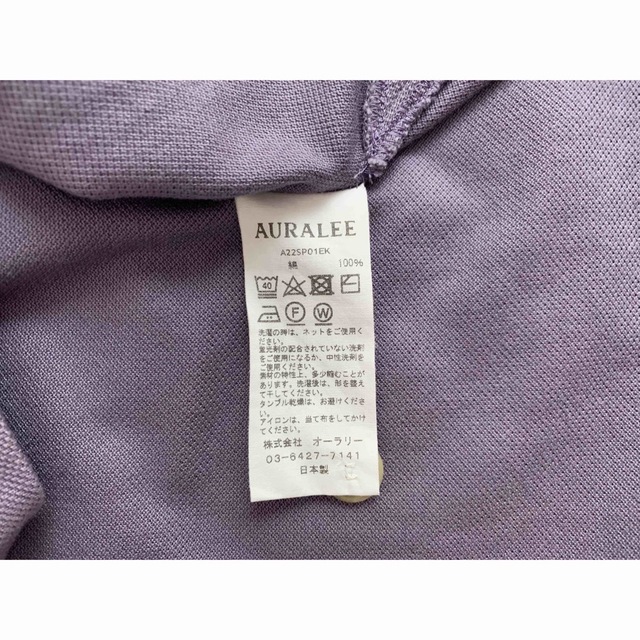 AURALEE
A22SP01EK
綿 100%
40
F W
洗濯の時は、ネットをご使用く
ださい。
蛍光剤の配合されていない洗剤
をご使用になるか、中性洗剤を
ご使用ください。
素材の特性上、多少縮むことが
あります。洗濯後は、形を整え
て干してください。
タンブル乾燥は、お避けくださ
い。
アイロンは、当て布をしてかけ
てください。
株式会社 オーラリー
03-6427-7141
日本製